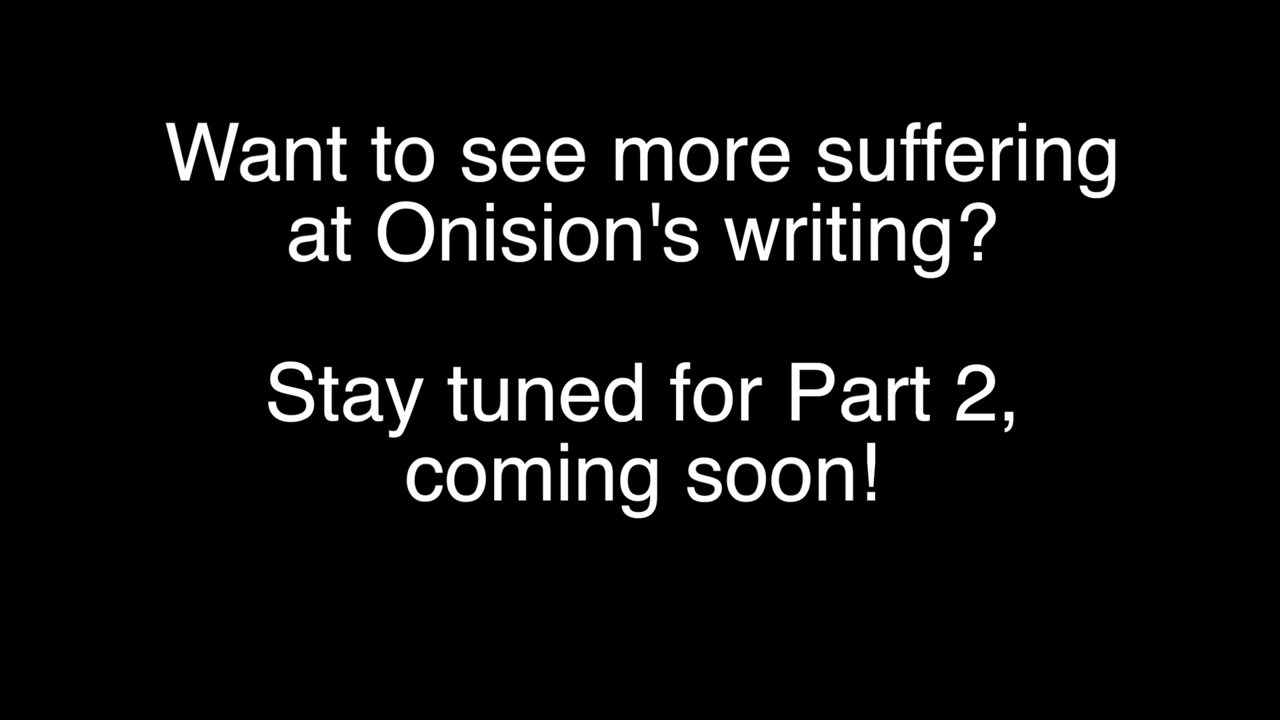 Want to see more suffering
at Onision's writing?
Stay tuned for Part 2,
coming soon!